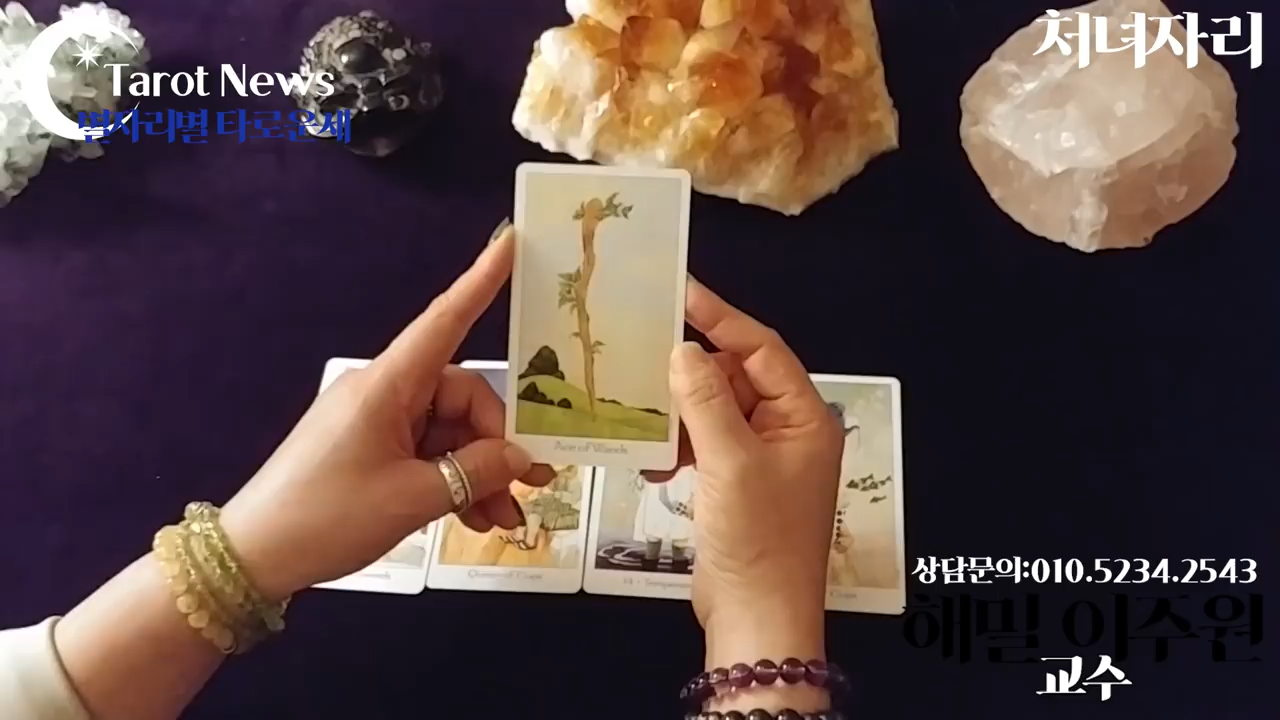 Tarot News
별자리별 타로운세
처녀자리
Ace of Wands
Queen of Cups
상담문의:010.5234.2543
해밀 이주원
교수